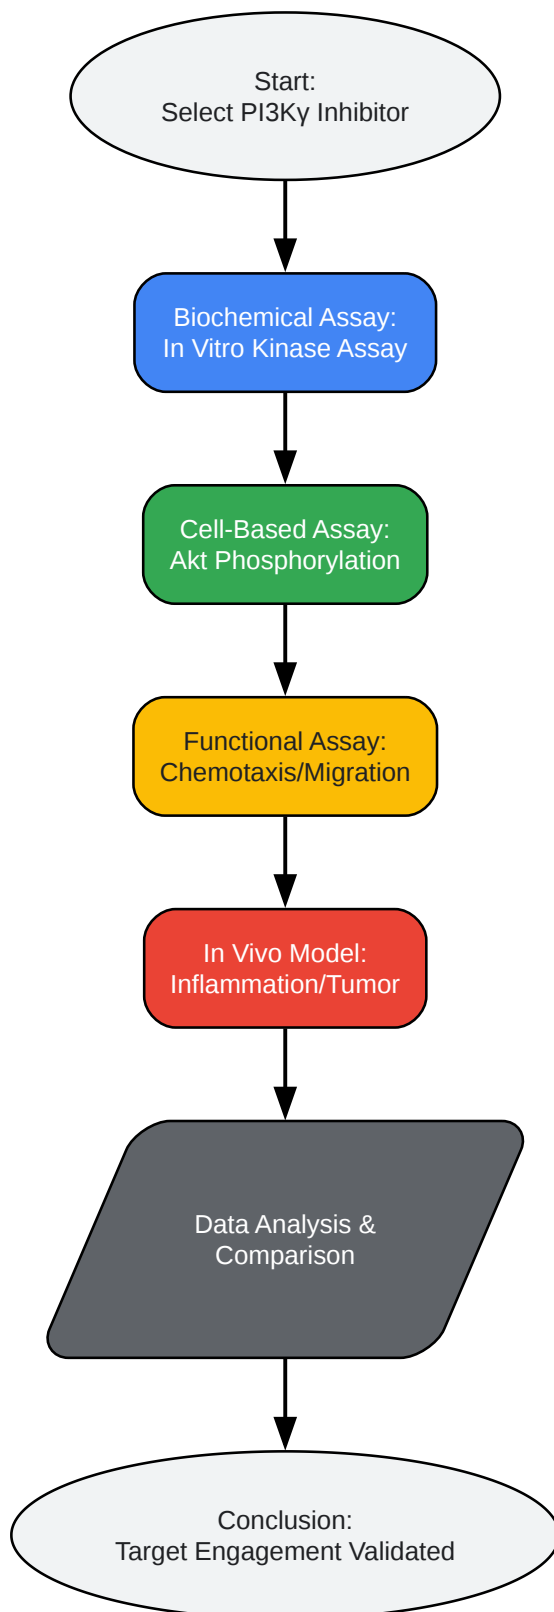 Start:
Select PI3Kγ Inhibitor
Biochemical Assay:
In Vitro Kinase Assay
Cell-Based Assay:
Akt Phosphorylation
Functional Assay:
Chemotaxis/Migration
In Vivo Model:
Inflammation/Tumor
Data Analysis &
Comparison
Conclusion:
Target Engagement Validated